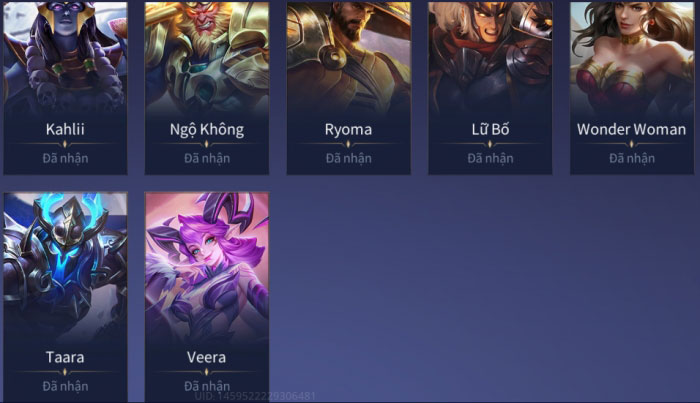 Kahlii
Đã nhận
Ngộ Không
Đã nhận
Ryoma
Đã nhận
Lữ Bố
Đã nhận
Wonder Woman
Đã nhận
Taara
Đã nhận
Veera
Đã nhận
UID: 1459522229306481